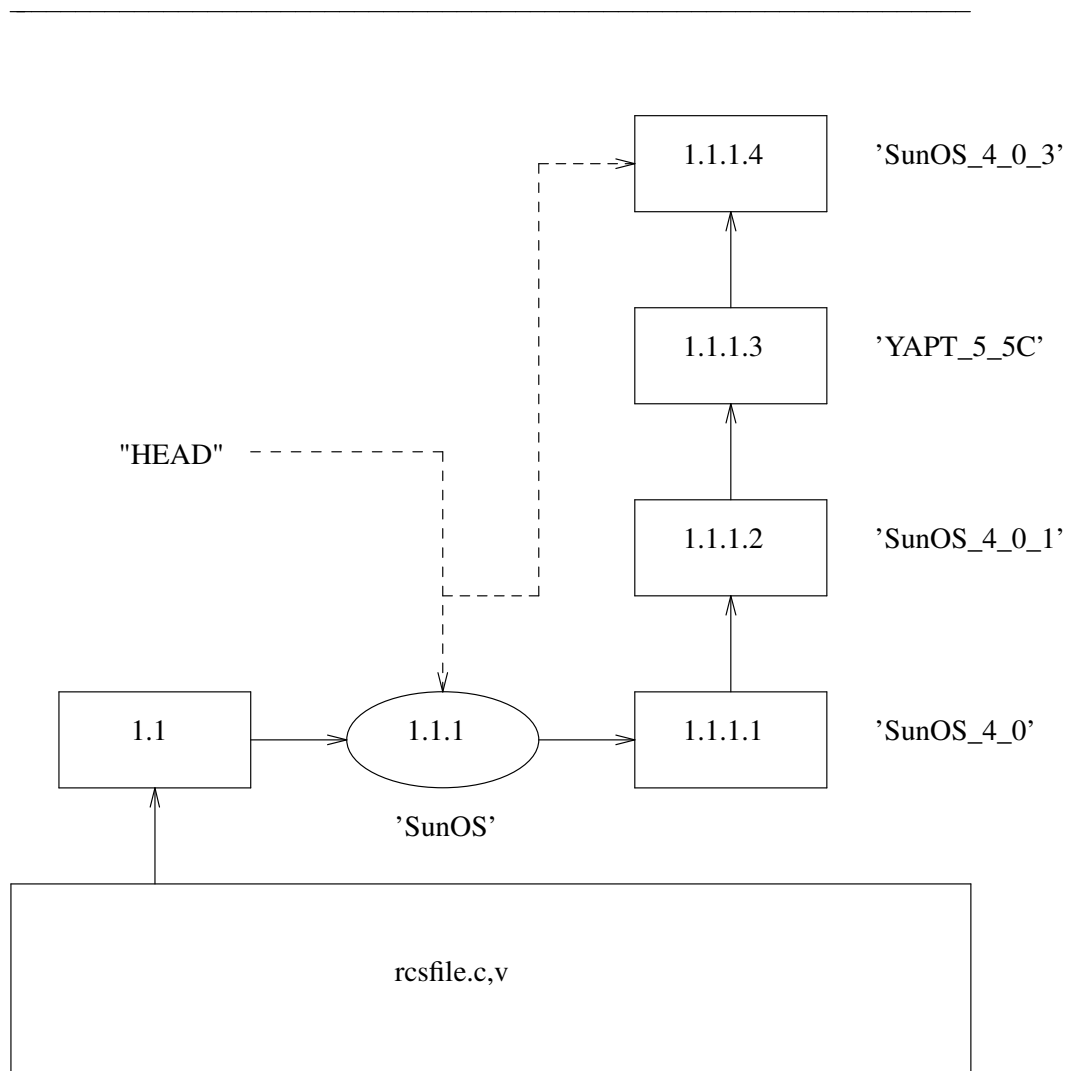 1.1.1.4 ’SunOS_4_0_3’
1.1.1.3 ’YAPT_5_5C’
"HEAD"
1.1.1.2 ’SunOS_4_0_1’
1.1 1.1.1 1.1.1.1 ’SunOS_4_0’
’SunOS’
rcsfile.c,v